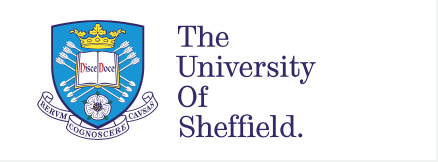 Disce Doce
RERVM COGNOSCERE CAVSAS
The
University
Of
Sheffield.